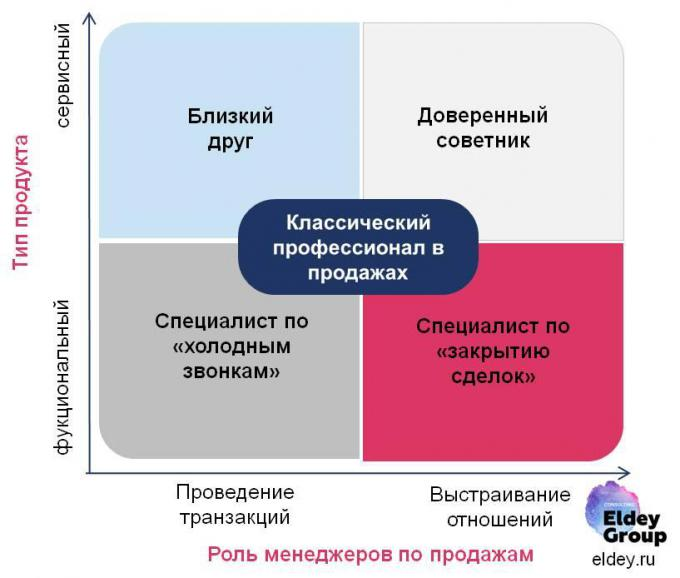 сервисный
Тип продукта
фукциональный
Близкий
друг
Доверенный
советник
Классический
профессионал в
продажах
Специалист по
«холодным
звонкам»
Специалист по
«закрытию
сделок»
Проведение
транзакций
Выстраивание
отношений
Роль менеджеров по продажам
CONSULTING
Eldey
Group
eldey.ru